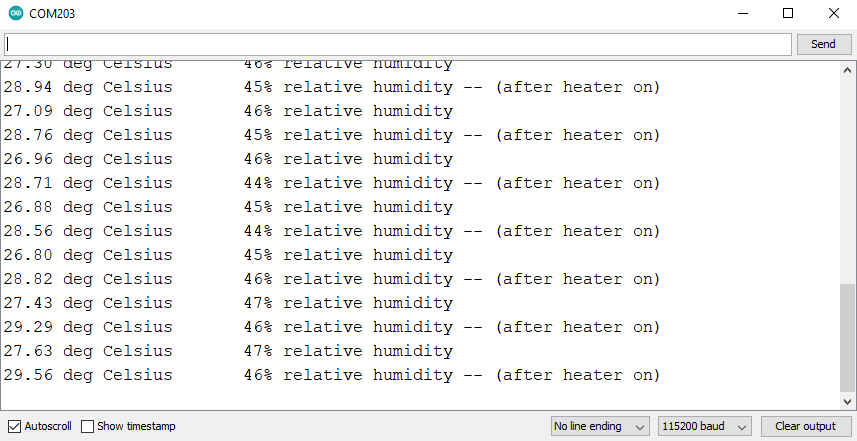 COM203
Send
27.30 deg Celsius 46% relative humidity
28.94 deg Celsius 45% relative humidity -- (after heater on)
27.09 deg Celsius 46% relative humidity
28.76 deg Celsius 45% relative humidity -- (after heater on)
26.96 deg Celsius 46% relative humidity
28.71 deg Celsius 44% relative humidity -- (after heater on)
26.88 deg Celsius 45% relative humidity
28.56 deg Celsius 44% relative humidity -- (after heater on)
26.80 deg Celsius 45% relative humidity
28.82 deg Celsius 46% relative humidity -- (after heater on)
27.43 deg Celsius 47% relative humidity
29.29 deg Celsius 46% relative humidity -- (after heater on)
27.63 deg Celsius 47% relative humidity
29.56 deg Celsius 46% relative humidity -- (after heater on)
Autoscroll Show timestamp No line ending 115200 baud Clear output